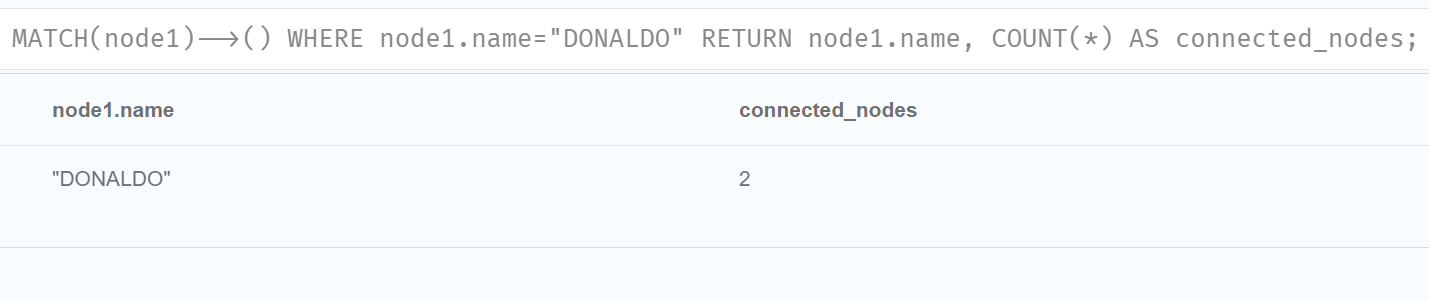 MATCH(node1)-->() WHERE node1.name="DONALDO" RETURN node1.name, COUNT(*) AS connected_nodes;
node1.name connected_nodes
"DONALDO" 2